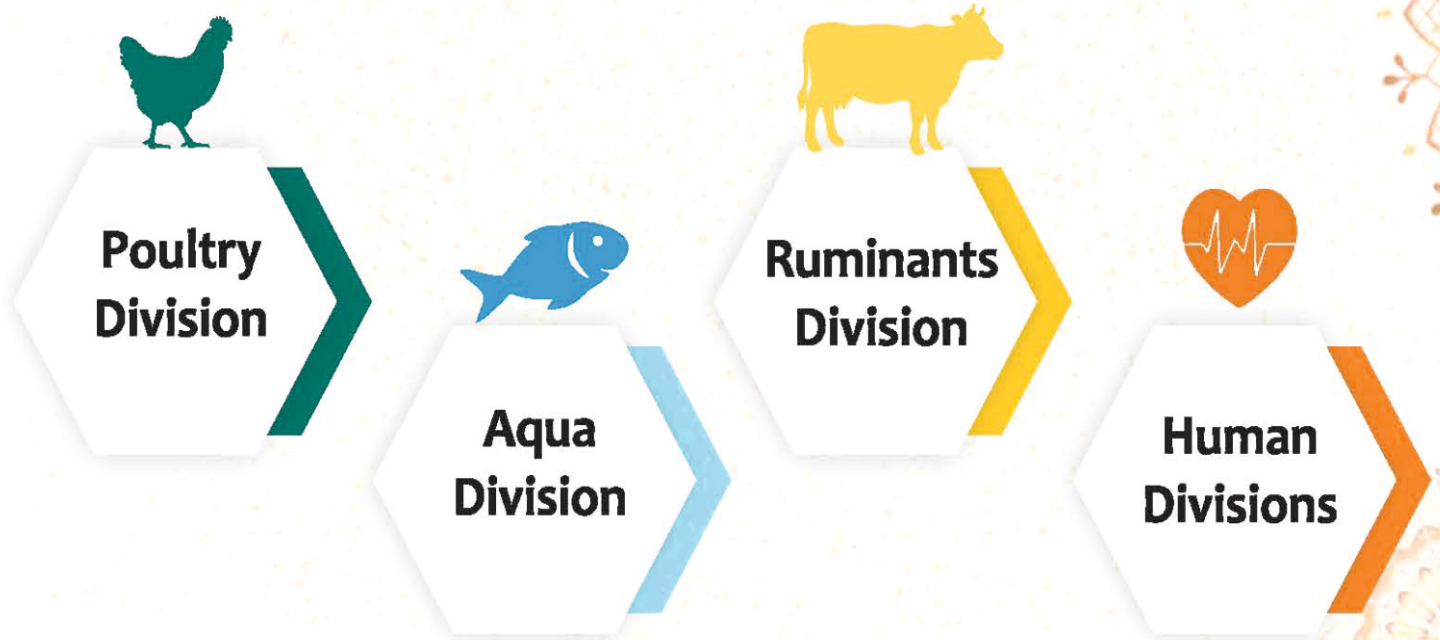 Poultry
Division
Aqua
Division
Ruminants
Division
Human
Divisions